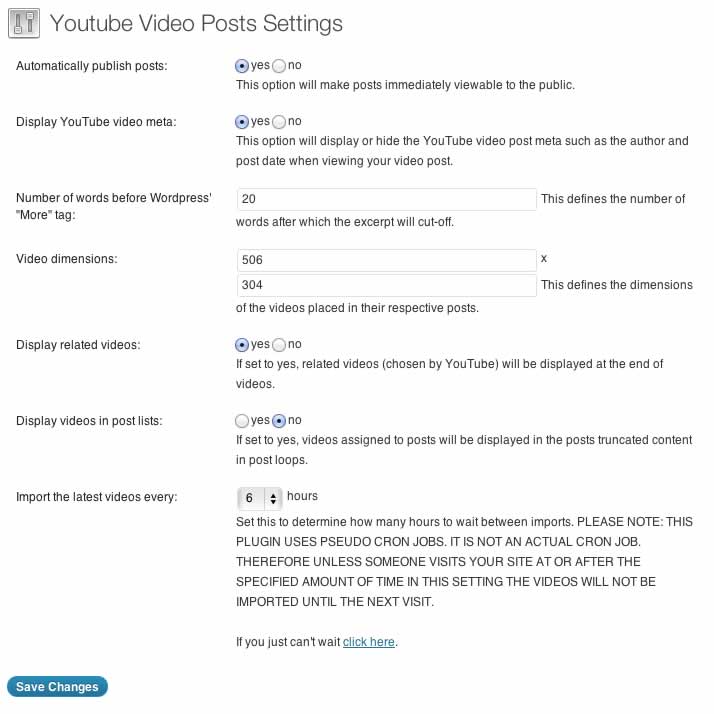 Youtube Video Posts Settings
Automatically publish posts: yes no
This option will make posts immediately viewable to the public.
Display YouTube video meta: yes no
This option will display or hide the YouTube video post meta such as the author and
post date when viewing your video post.
Number of words before Wordpress'
"More" tag:
20 This defines the number of
words after which the excerpt will cut-off.
Video dimensions: 506 x
304 This defines the dimensions
of the videos placed in their respective posts.
Display related videos: yes no
If set to yes, related videos (chosen by YouTube) will be displayed at the end of
videos.
Display videos in post lists: yes no
If set to yes, videos assigned to posts will be displayed in the posts truncated content
in post loops.
Import the latest videos every: 6 hours
Set this to determine how many hours to wait between imports. PLEASE NOTE: THIS
PLUGIN USES PSEUDO CRON JOBS. IT IS NOT AN ACTUAL CRON JOB.
THEREFORE UNLESS SOMEONE VISITS YOUR SITE AT OR AFTER THE
SPECIFIED AMOUNT OF TIME IN THIS SETTING THE VIDEOS WILL NOT BE
IMPORTED UNTIL THE NEXT VISIT.
If you just can't wait click here.
Save Changes